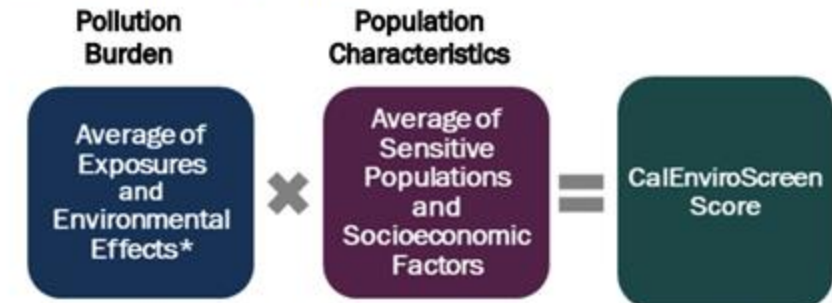 Pollution
Burden
Population
Characteristics
Average of
Exposures
and
Environmental
Effects*
Average of
Sensitive
Populations
and
Socioeconomic
Factors
CalEnviroScreen
Score